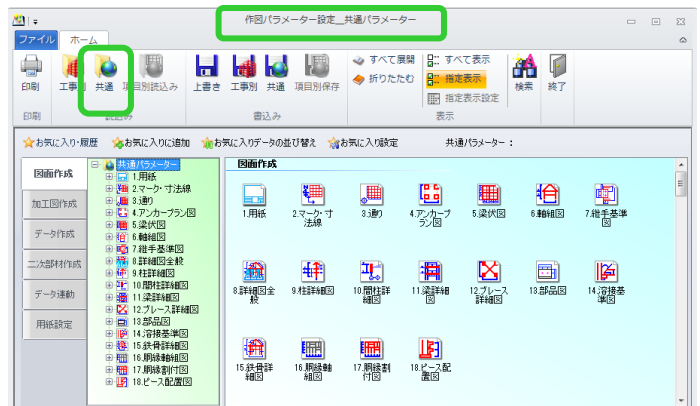 作図パラメーター設定__共通パラメーター
ファイル ホーム
印刷 工事別 共通 項目別読込み 上書き 工事別 共通 項目別保存 検索 終了
すべて展開 すべて表示
折りたたむ 指定表示
指定表示設定
印刷 読込み 書込み 表示
お気に入り・履歴 お気に入りに追加 お気に入りデータの並び替え お気に入り設定 共通パラメーター：
図面作成
加工図作成
データ作成
二次部材作成
データ連動
用紙設定
共通パラメーター
1.用紙
2.マーク・寸法線
3.通り
4.アンカープラン図
5.梁伏図
6.軸組図
7.継手基準図
8.詳細図全般
9.柱詳細図
10.間柱詳細図
11.梁詳細図
12.ブレース詳細図
13.部品図
14.溶接基準図
15.鉄骨詳細図
16.胴縁軸組図
17.胴縁割付図
18.ピース配置図
図面作成
1.用紙
2.マーク・寸
法線
3.通り
4.アンカープ
ラン図
5.梁伏図
6.軸組図
7.継手基準
図
8.詳細図全
般
9.柱詳細図
10.間柱詳
細図
11.梁詳細
図
12.ブレース
詳細図
13.部品図
14.溶接基
準図
15.鉄骨詳
細図
16.胴縁軸
組図
17.胴縁割
付図
18.ピース配
置図